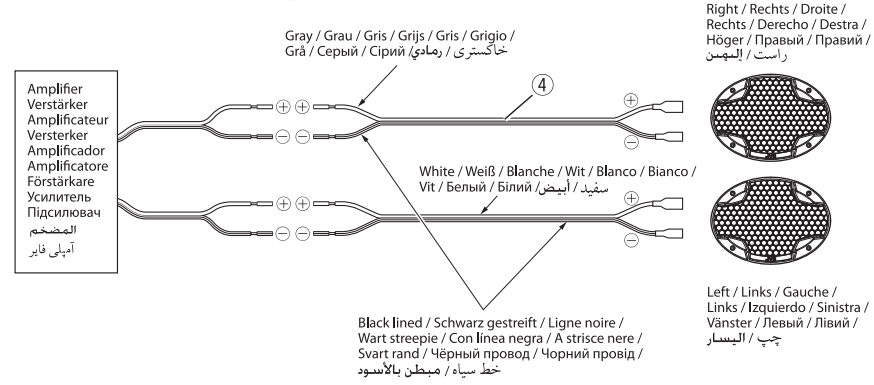 Right / Rechts / Droite /
Rechts / Derecho / Destra /
Höger / Правый / Правий /
راست / إاليمين
Gray / Grau / Gris / Grijs / Gris / Grigio /
Grå / Серый / Сірий / خاکستری / رمادي
④
Amplifier
Verstärker
Amplificateur
Versterker
Amplificador
Amplificatore
Förstärkare
Усилитель
Підсилювач
المضخم
آمپلی فایر
⊕ ⊕ ⊕
⊖ ⊖ ⊖
White / Weiß / Blanche / Wit / Blanco / Bianco /
Vit / Белый / Білий / سفید / أبيض
⊕ ⊕ ⊕
⊖ ⊖ ⊖
Left / Links / Gauche /
Links / Izquierdo / Sinistra /
Vänster / Левый / Лівий /
چپ / اليسار
Black lined / Schwarz gestreift / Ligne noire /
Wart streepie / Con línea negra / A strisce nere /
Svart rand / Чёрный провод / Чорний провід /
خط سیاه / مبطن بالأسود